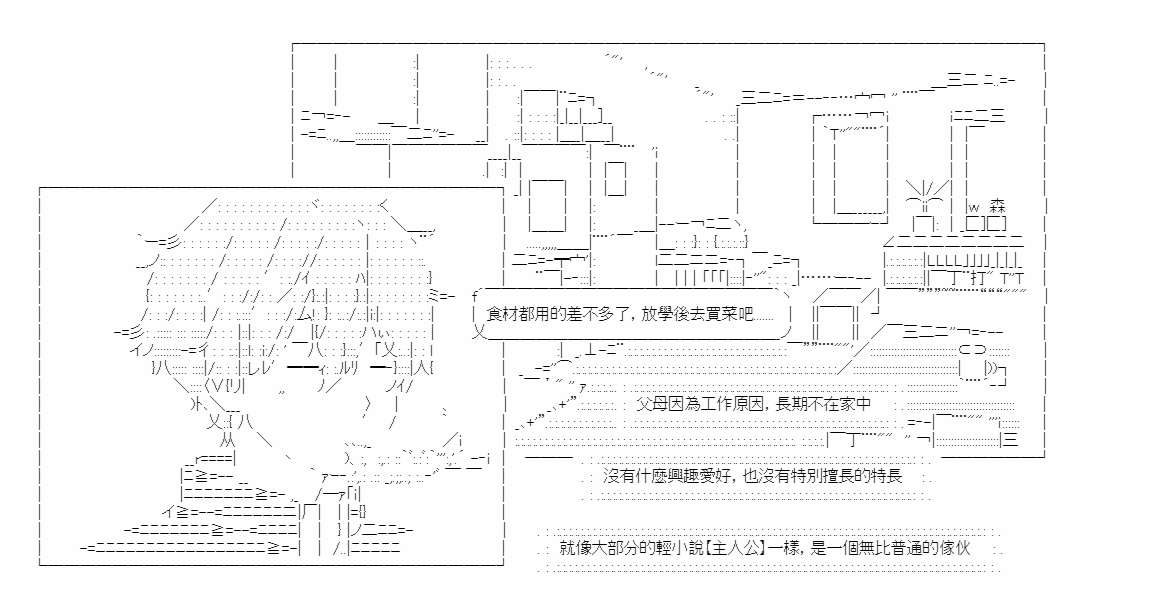 食材都用的差不多了，放學後去買菜吧......
父母因為工作原因，長期不在家中
沒有什麼興趣愛好，也沒有特別擅長的特長
就像大部分的輕小說【主人公】一樣，是一個無比普通的傢伙